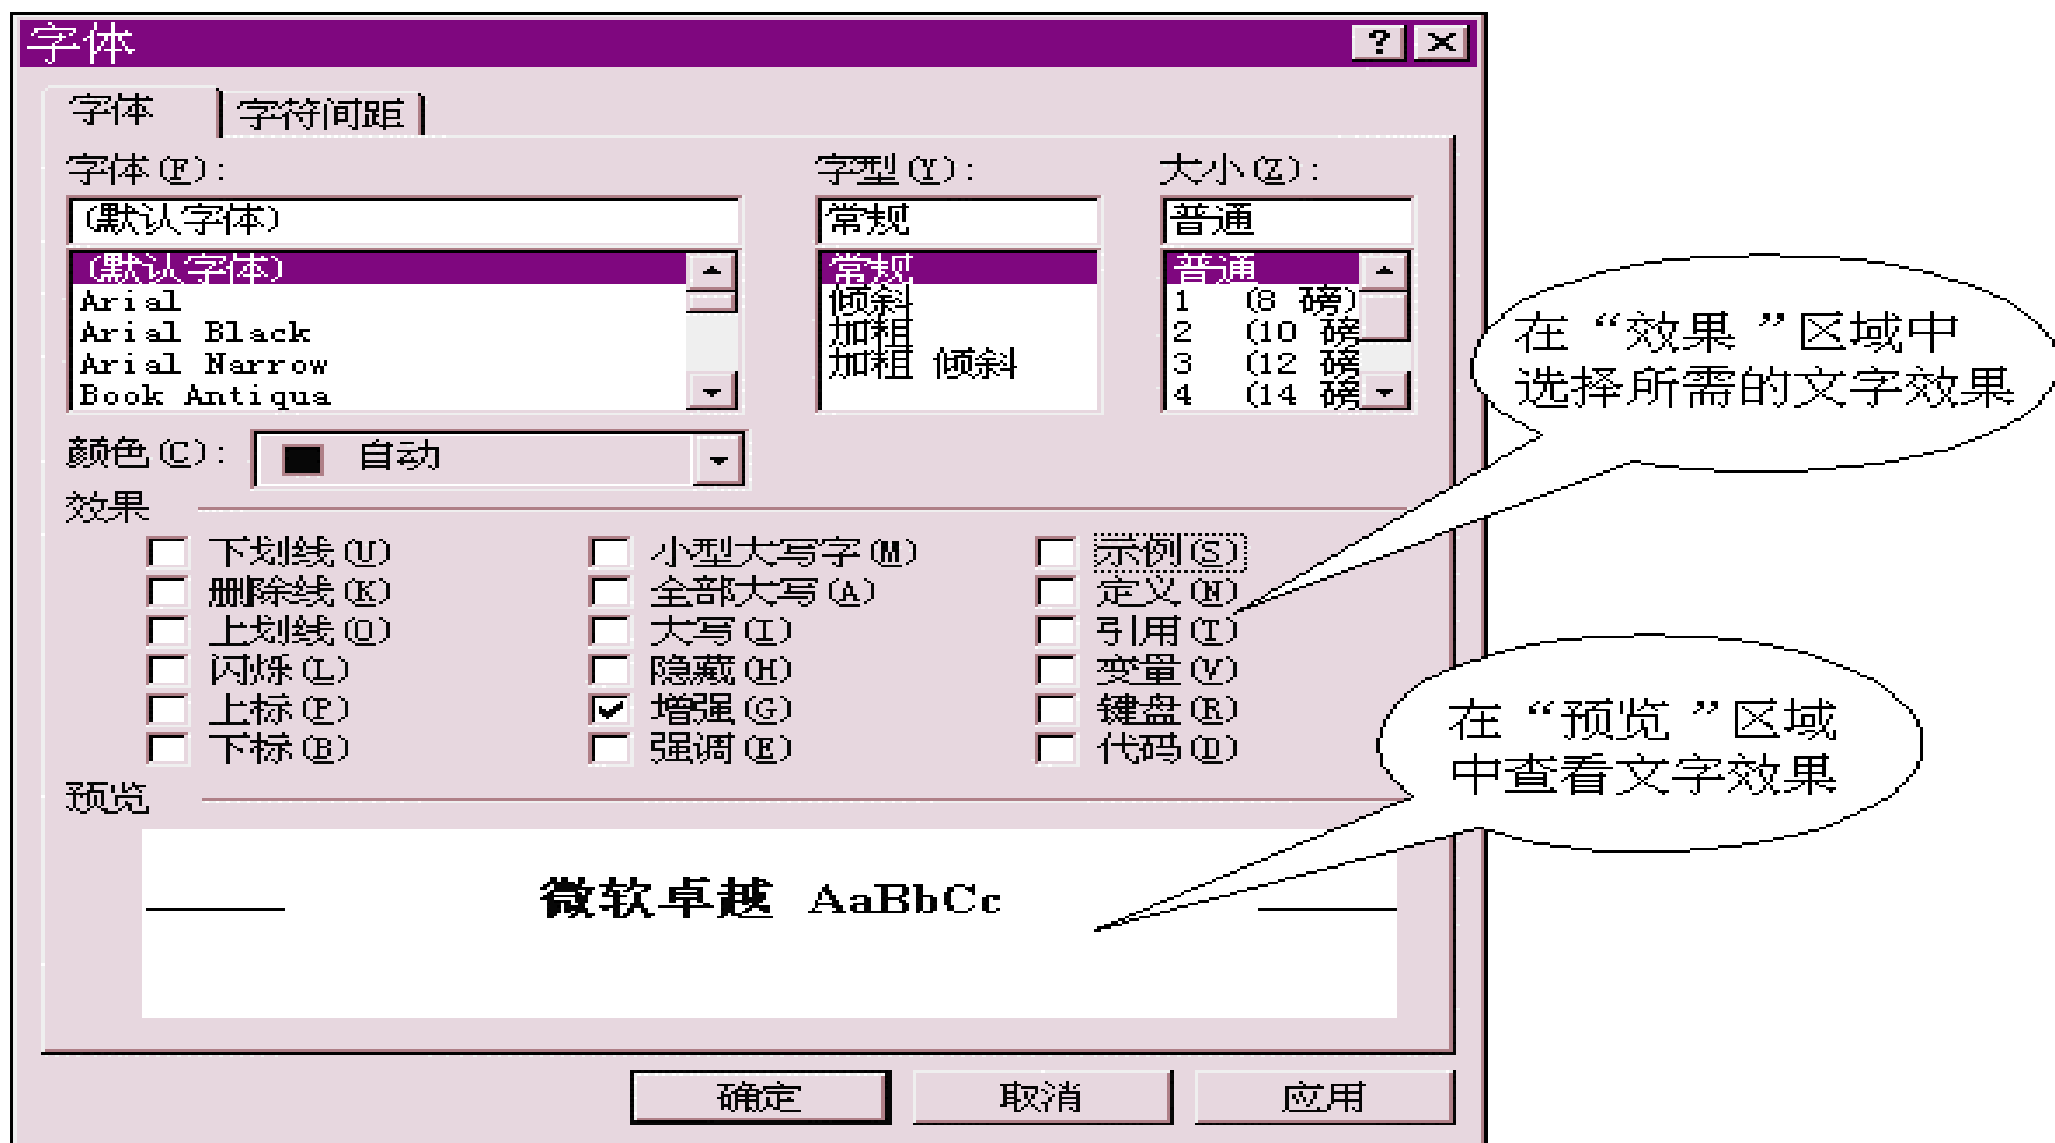 字体
字体 字符间距
字体(F): 字型(Y): 大小(Z):
(默认字体) 常规 普通
(默认字体) 常规 普通
Arial 倾斜 1 (8 磅)
Arial Black 加粗 2 (10 磅
Arial Narrow 加粗 倾斜 3 (12 磅
Book Antiqua 4 (14 磅
在“效果”区域中
选择所需的文字效果
颜色(C): 自动
效果
下划线(U) 小型大写字(M) 示例(S)
删除线(K) 全部大写(A) 定义(N)
上划线(O) 大写(I) 引用(T)
闪烁(L) 隐藏(H) 变量(V)
上标(P) 增强(G) 键盘(R)
下标(B) 强调(E) 代码(D)
在“预览”区域
中查看文字效果
预览
微软卓越 AaBbCc
确定 取消 应用